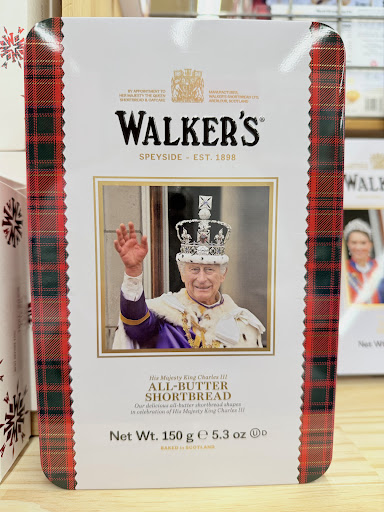 BY APPOINTMENT TO
HER MAJESTY THE QUEEN
SHORTBREAD & OATCAKE
MANUFACTURERS
WALKERS SHORTBREAD LTD.
ABERLOUR, SCOTLAND
WALKER'S®
SPEYSIDE - EST. 1898
His Majesty King Charles III
ALL-BUTTER
SHORTBREAD
Our delicious all-butter shortbread shapes
in celebration of His Majesty King Charles III
Net Wt. 150 g ℮ 5.3 oz Ⓤ D
BAKED IN SCOTLAND
WALK
Net W